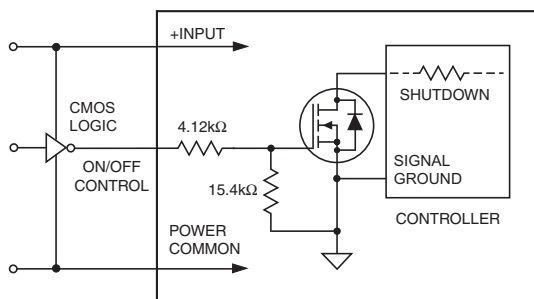 +INPUT
CMOS
LOGIC
4.12kΩ
ON/OFF
CONTROL
15.4kΩ
SHUTDOWN
SIGNAL
GROUND
CONTROLLER
POWER
COMMON